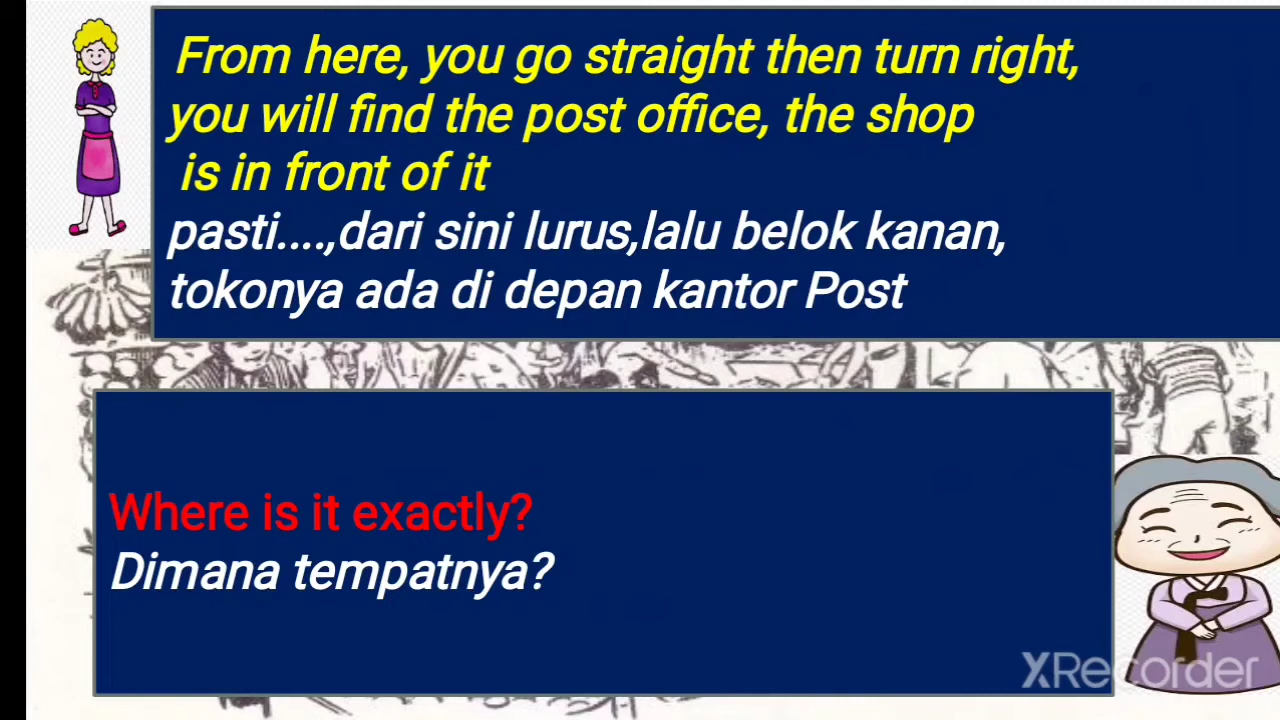 From here, you go straight then turn right,
you will find the post office, the shop
is in front of it
pasti....,dari sini lurus,lalu belok kanan,
tokonya ada di depan kantor Post
Where is it exactly?
Dimana tempatnya?
XRecorder